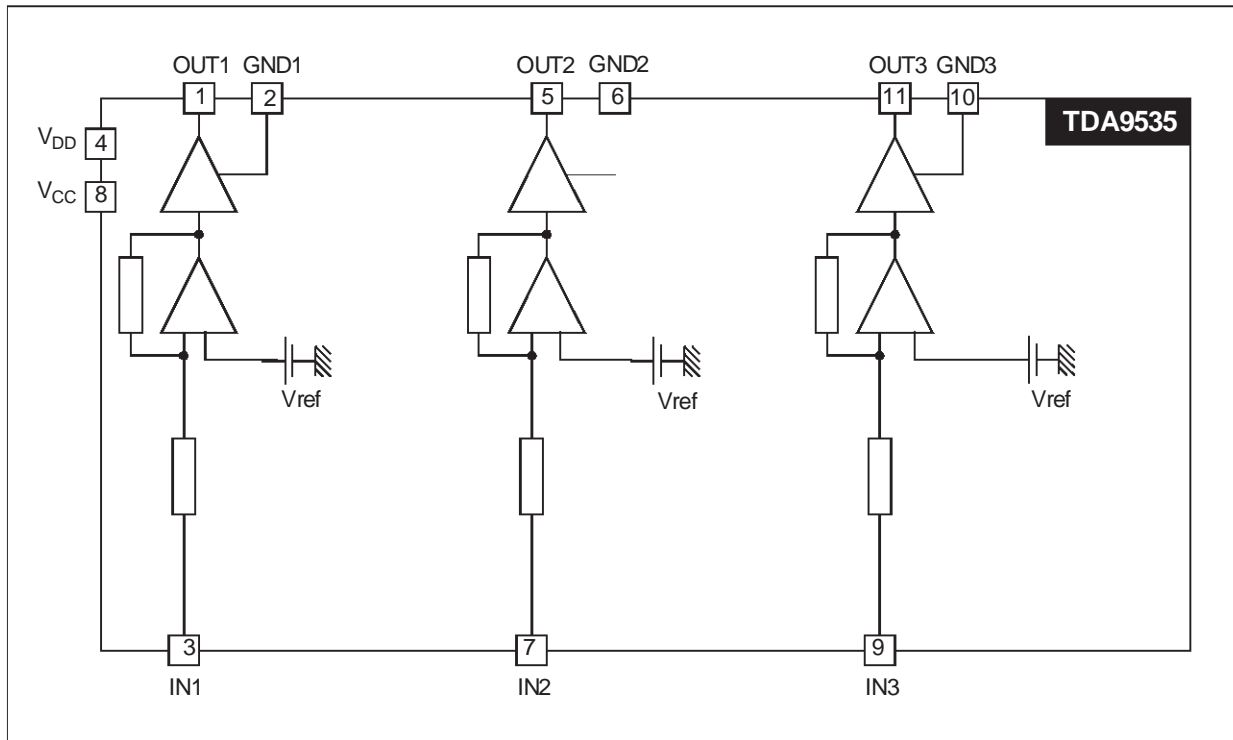 OUT1 GND1 OUT2 GND2 OUT3 GND3
1 2 5 6 11 10
TDA9535
VDD 4
VCC 8
Vref Vref Vref
3 7 9
IN1 IN2 IN3